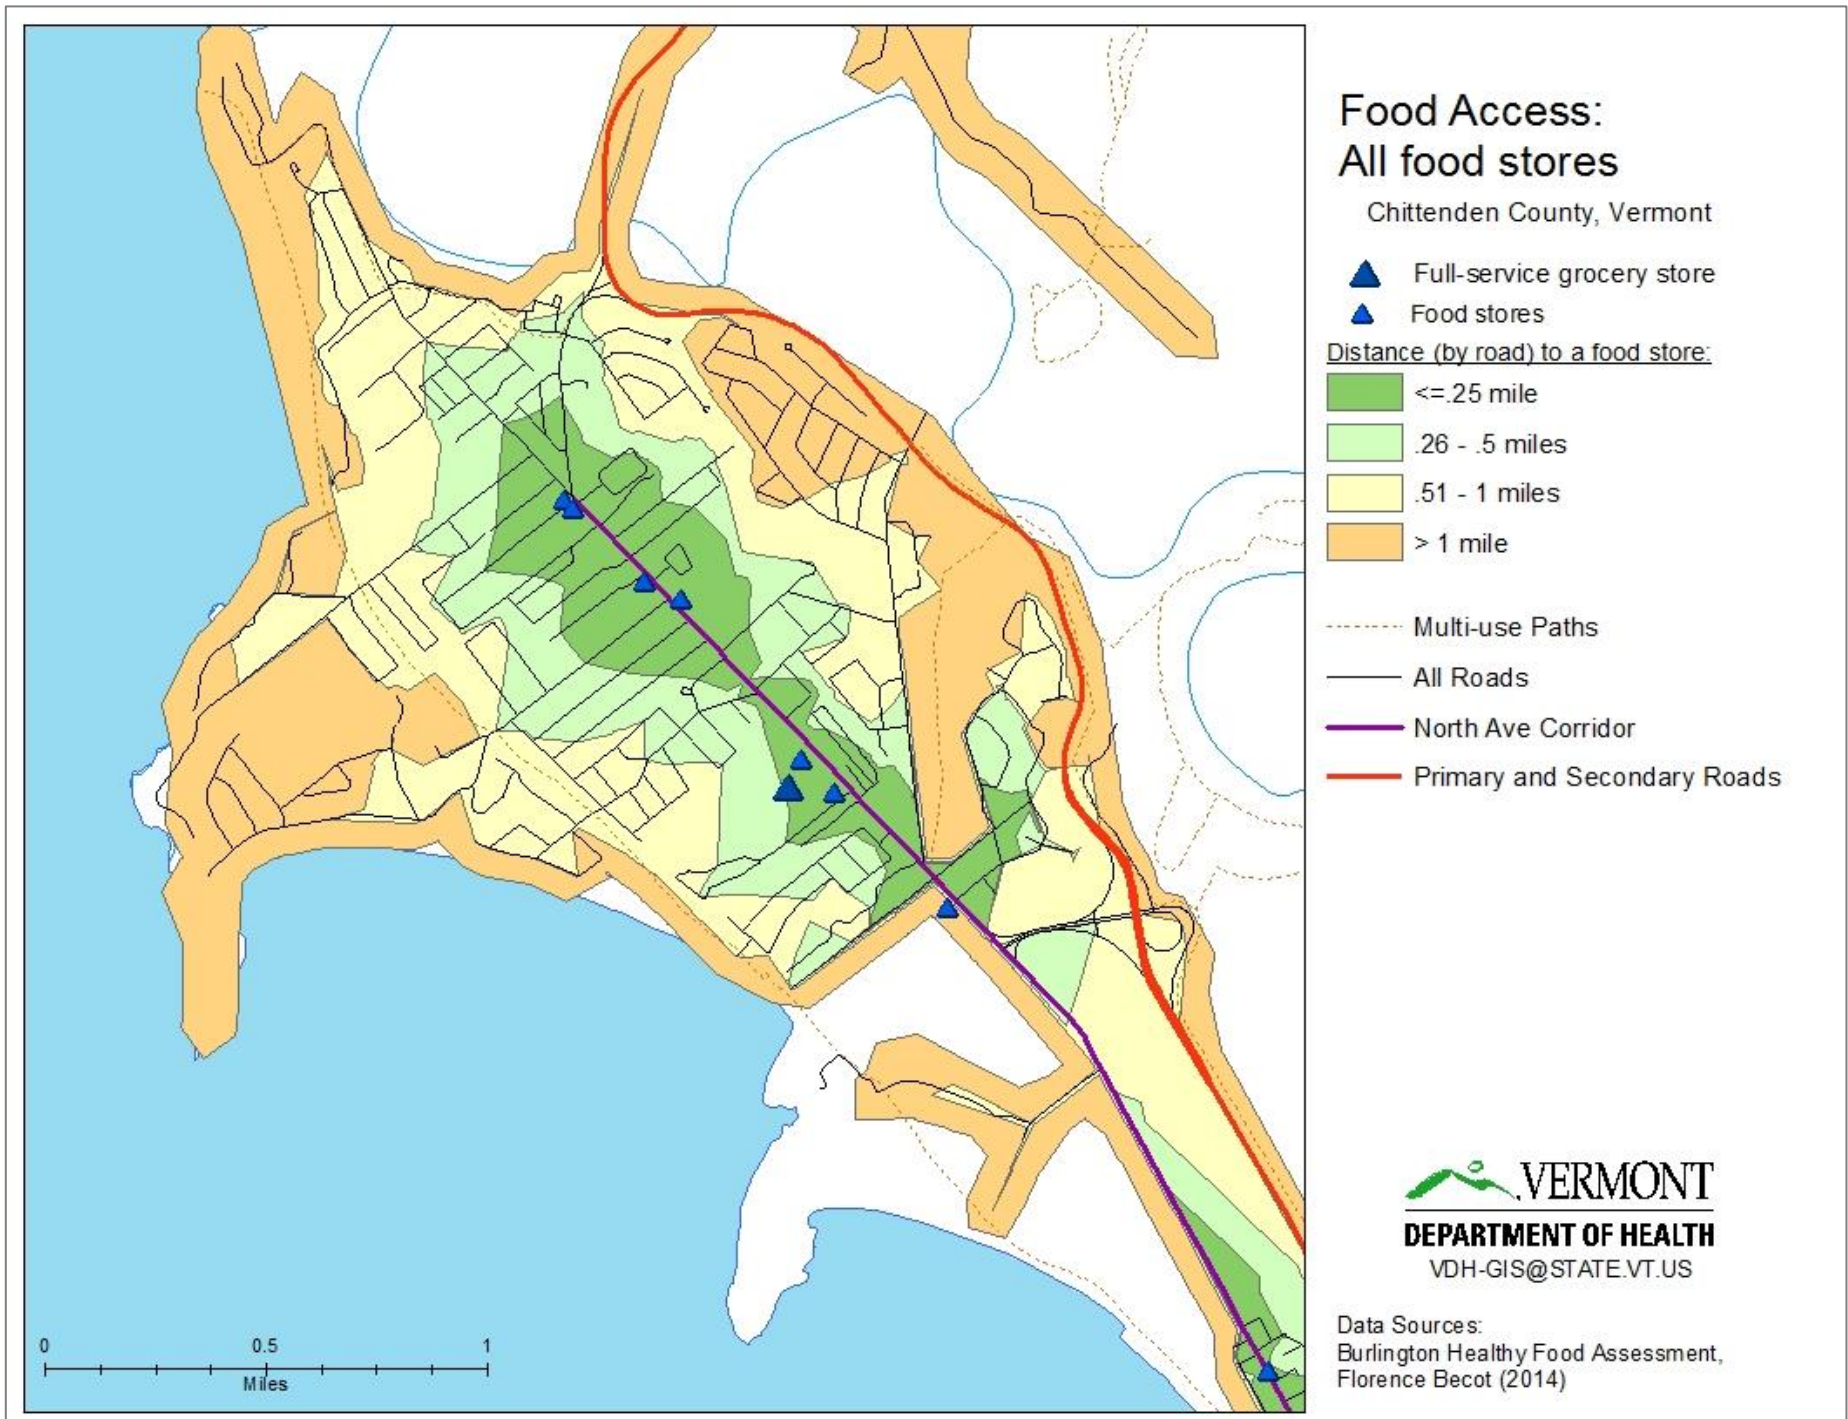 Food Access:
All food stores
Chittenden County, Vermont
Full-service grocery store
Food stores
Distance (by road) to a food store:
<=.25 mile
.26 - .5 miles
.51 - 1 miles
> 1 mile
Multi-use Paths
All Roads
North Ave Corridor
Primary and Secondary Roads
VERMONT
DEPARTMENT OF HEALTH
VDH-GIS@STATE.VT.US
Data Sources:
Burlington Healthy Food Assessment,
Florence Becot (2014)
0 0.5 1
Miles